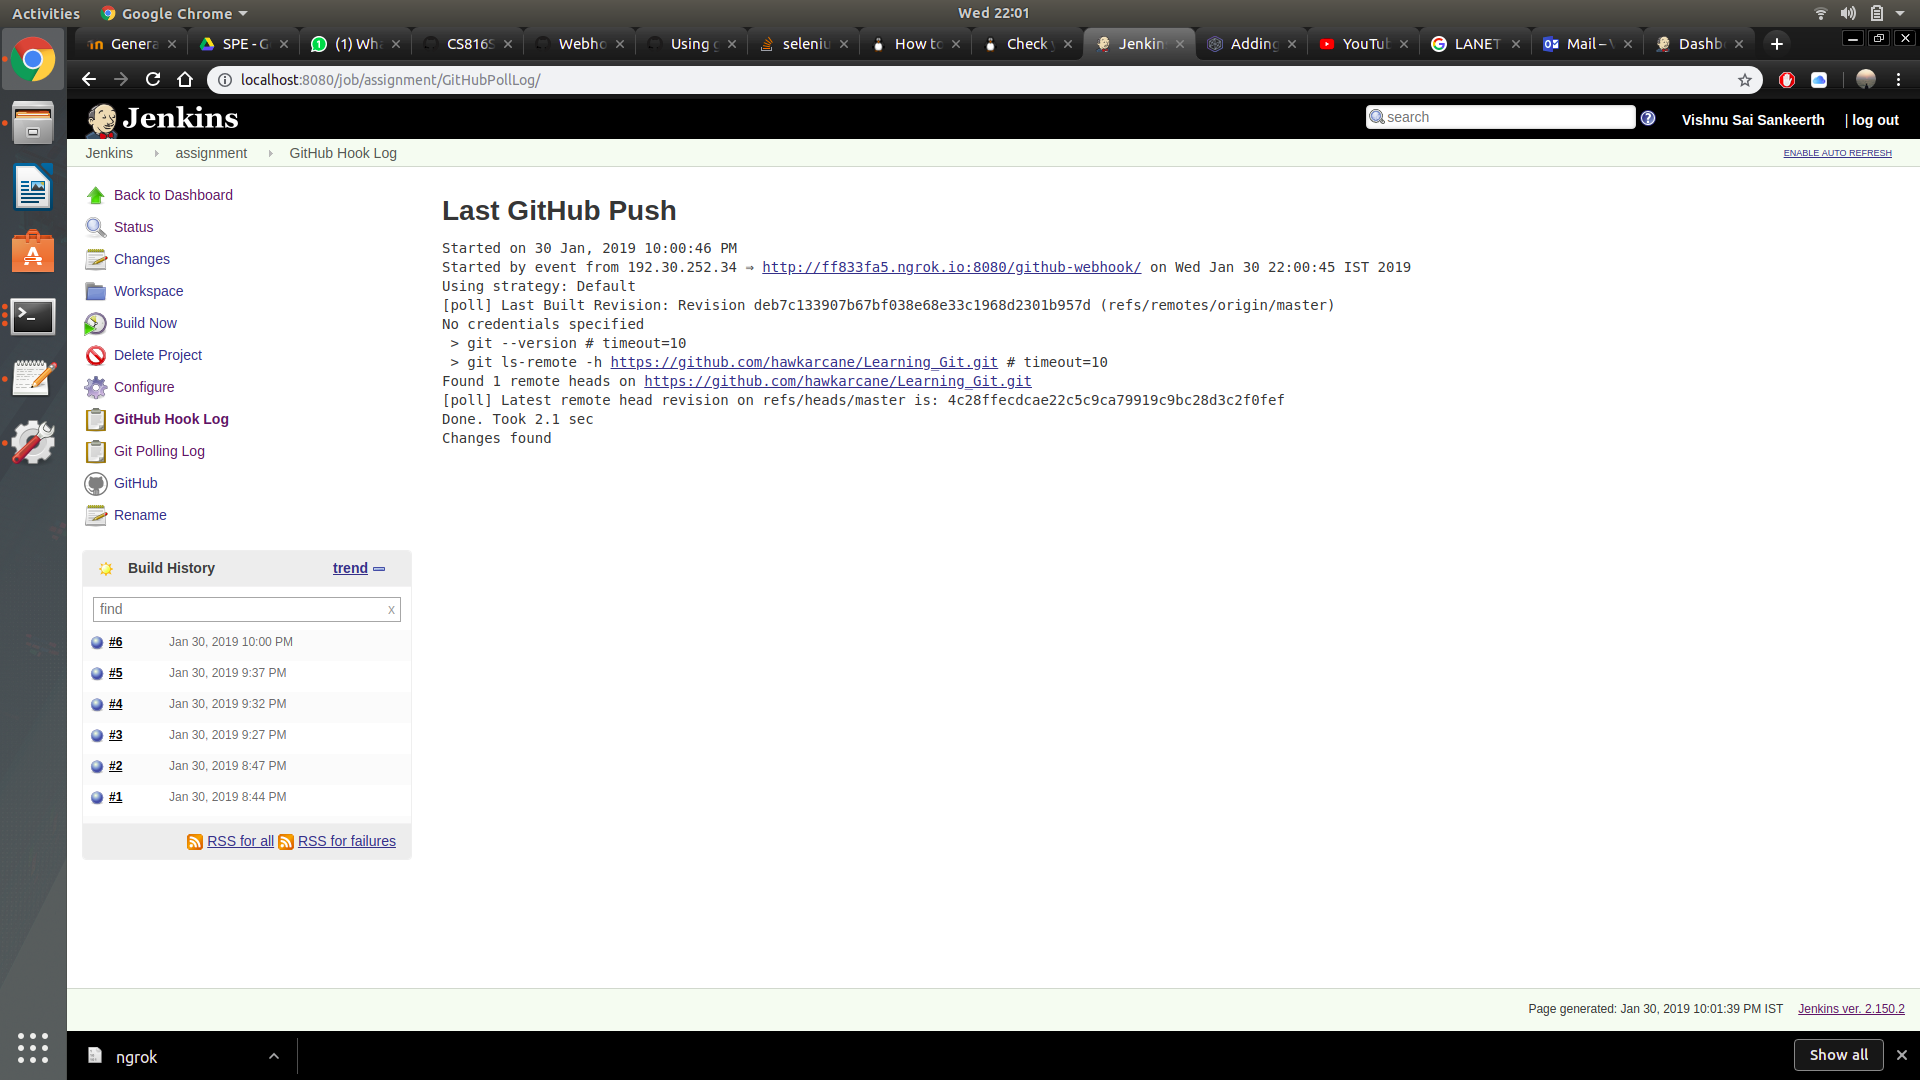 Activities
Google Chrome
Wed 22:01
Genera
SPE - G
(1) Wha
CS816S
Webho
Using g
seleniu
How to
Check y
Jenkins
Adding
YouTub
LANET
Mail – V
Dashb
localhost:8080/job/assignment/GitHubPollLog/
Jenkins
search
Vishnu Sai Sankeerth
| log out
Jenkins
assignment
GitHub Hook Log
ENABLE AUTO REFRESH
Back to Dashboard
Status
Changes
Workspace
Build Now
Delete Project
Configure
GitHub Hook Log
Git Polling Log
GitHub
Rename
Build History
trend
find
x
#6 Jan 30, 2019 10:00 PM
#5 Jan 30, 2019 9:37 PM
#4 Jan 30, 2019 9:32 PM
#3 Jan 30, 2019 9:27 PM
#2 Jan 30, 2019 8:47 PM
#1 Jan 30, 2019 8:44 PM
RSS for all RSS for failures
Last GitHub Push
Started on 30 Jan, 2019 10:00:46 PM
Started by event from 192.30.252.34 ⇒ http://ff833fa5.ngrok.io:8080/github-webhook/ on Wed Jan 30 22:00:45 IST 2019
Using strategy: Default
[poll] Last Built Revision: Revision deb7c133907b67bf038e68e33c1968d2301b957d (refs/remotes/origin/master)
No credentials specified
> git --version # timeout=10
> git ls-remote -h https://github.com/hawkarcane/Learning_Git.git # timeout=10
Found 1 remote heads on https://github.com/hawkarcane/Learning_Git.git
[poll] Latest remote head revision on refs/heads/master is: 4c28ffecdcae22c5c9ca79919c9bc28d3c2f0fef
Done. Took 2.1 sec
Changes found
Page generated: Jan 30, 2019 10:01:39 PM IST
Jenkins ver. 2.150.2
ngrok
Show all